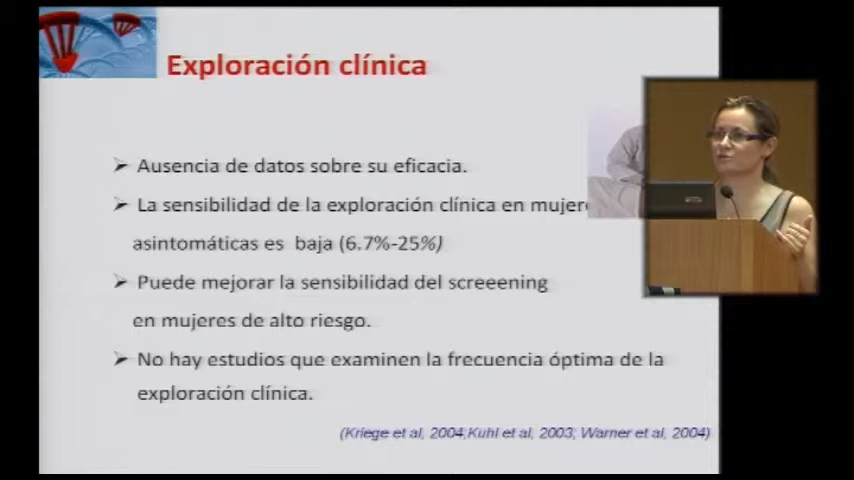 Exploración clínica
➢ Ausencia de datos sobre su eficacia.
➢ La sensibilidad de la exploración clínica en
asintomáticas es baja (6.7%-25%)
➢ Puede mejorar la sensibilidad del screeening
en mujeres de alto riesgo.
➢ No hay estudios que examinen la frecuencia óptima de la
exploración clínica.
(Kriege et al, 2004;Kuhl et al, 2003; Warner et al, 2004)